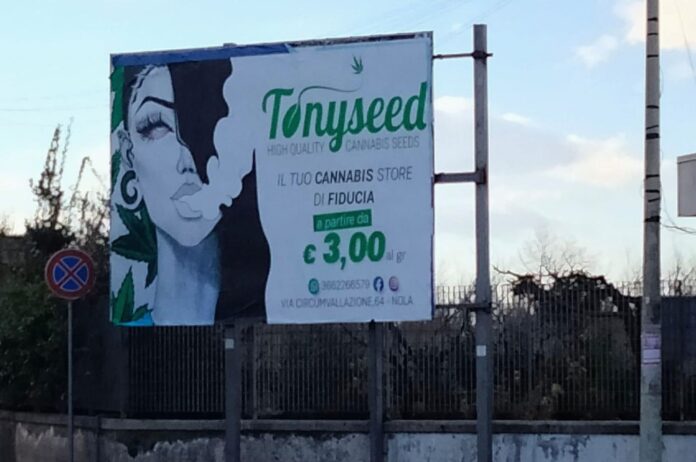 Tonyseed
HIGH QUALITY CANNABIS SEEDS
IL TUO CANNABIS STORE
DI FIDUCIA
a partire da
€ 3,00 al gr
3662266579
VIA CIRCUMVALLAZIONE,64 - NOLA